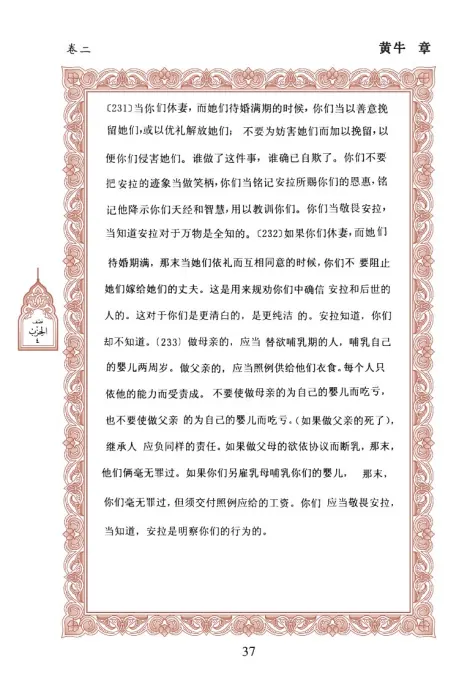 卷二
黄牛 章
(231)当你们休妻，而她们待婚满期的时候，你们当以善意挽
留她们，或以优礼解放她们； 不要为妨害她们而加以挽留，以
便你们侵害她们。谁做了这件事，谁确已自欺了。你们不要
把安拉的迹象当做笑柄，你们当铭记安拉所赐你们的恩惠，铭
记他降示你们天经和智慧，用以教训你们。你们当敬畏安拉，
当知道安拉对于万物是全知的。(232)如果你们休妻，而她们
待婚期满，那末当她们依礼而互相同意的时候，你们不 要阻止
她们嫁给她们的丈夫。这是用来规劝你们中确信 安拉和后世的
人的。这对于你们是更清白的，是更纯洁 的。安拉知道，你们
却不知道。(233) 做母亲的，应当 替欲哺乳期的人，哺乳自己
的婴儿两周岁。做父亲的，应当照例供给他们衣食。每个人只
依他的能力而受责成。 不要使做母亲的为自己的婴儿而吃亏，
也不要使做父亲 的为自己的婴儿而吃亏。(如果做父亲的死了)，
继承人 应负同样的责任。如果做父母的欲依协议而断乳，那末，
他们俩毫无罪过。如果你们另雇乳母哺乳你们的婴儿， 那末，
你们毫无罪过，但须交付照例应给的工资。你们 应当敬畏安拉，
当知道，安拉是明察你们的行为的。
نصف
الحزب
٤
37